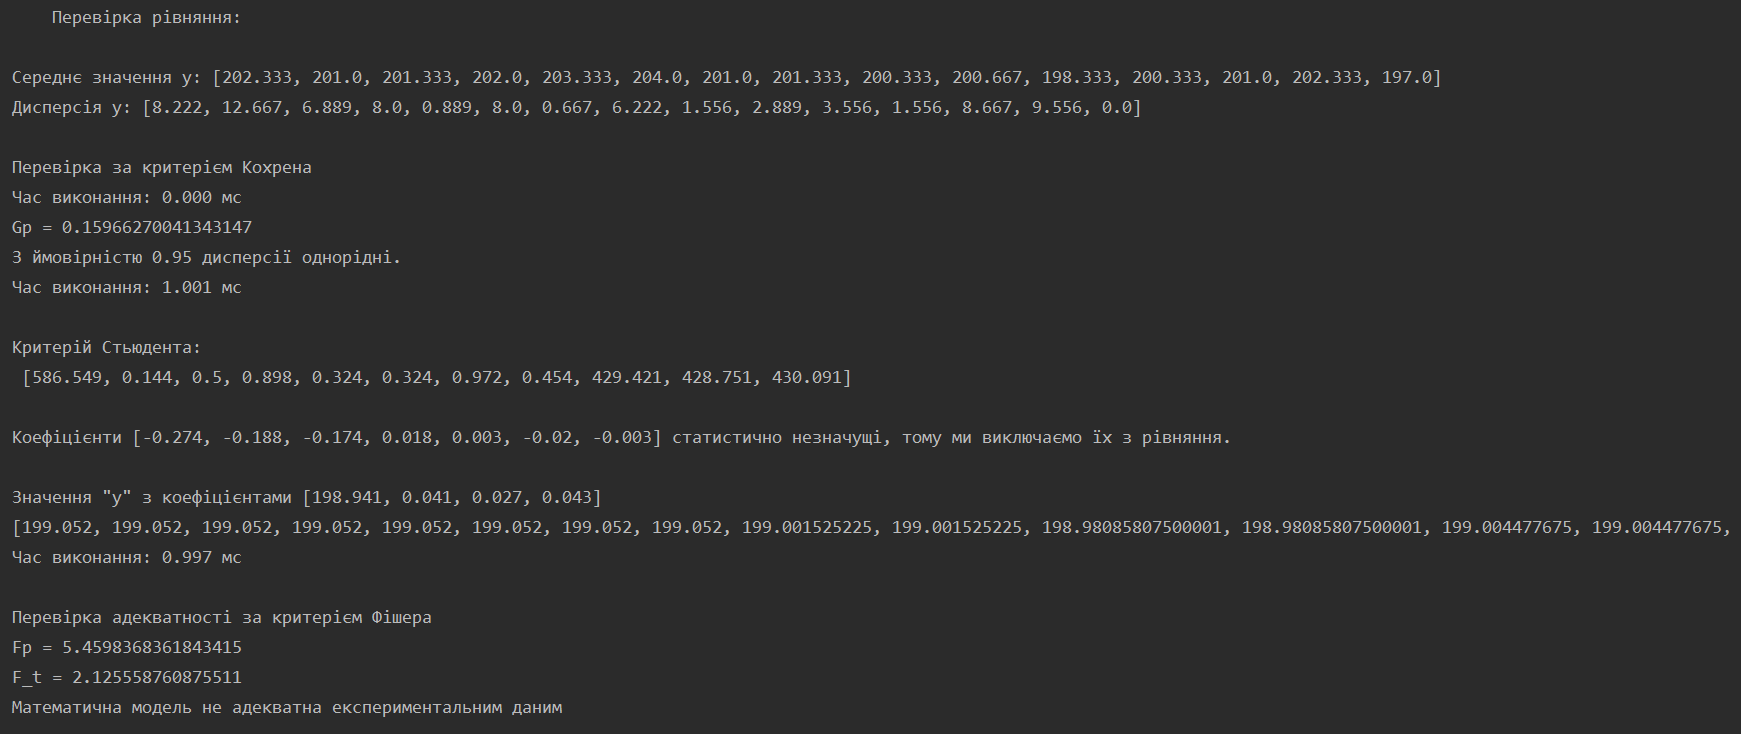 Перевірка рівняння:
Середнє значення y: [202.333, 201.0, 201.333, 202.0, 203.333, 204.0, 201.0, 201.333, 200.333, 200.667, 198.333, 200.333, 201.0, 202.333, 197.0]
Дисперсія y: [8.222, 12.667, 6.889, 8.0, 0.889, 8.0, 0.667, 6.222, 1.556, 2.889, 3.556, 1.556, 8.667, 9.556, 0.0]
Перевірка за критерієм Кохрена
Час виконання: 0.000 мс
Gp = 0.15966270041343147
З ймовірністю 0.95 дисперсії однорідні.
Час виконання: 1.001 мс
Критерій Стьюдента:
[586.549, 0.144, 0.5, 0.898, 0.324, 0.324, 0.972, 0.454, 429.421, 428.751, 430.091]
Коефіцієнти [-0.274, -0.188, -0.174, 0.018, 0.003, -0.02, -0.003] статистично незначущі, тому ми виключаємо їх з рівняння.
Значення "y" з коефіцієнтами [198.941, 0.041, 0.027, 0.043]
[199.052, 199.052, 199.052, 199.052, 199.052, 199.052, 199.052, 199.052, 199.001525225, 199.001525225, 198.98085807500001, 198.98085807500001, 199.004477675, 199.004477675,
Час виконання: 0.997 мс
Перевірка адекватності за критерієм Фішера
Fp = 5.4598368361843415
F_t = 2.125558760875511
Математична модель не адекватна експериментальним даним